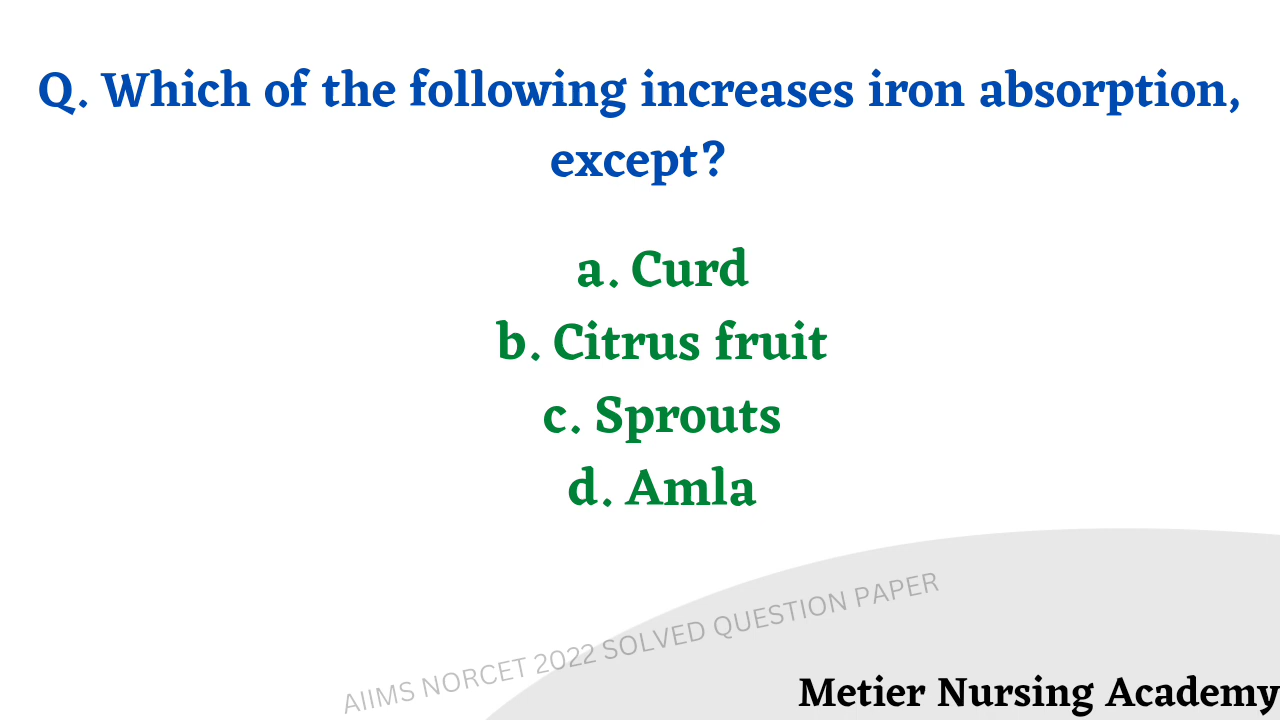 Q. Which of the following increases iron absorption,
except?
a. Curd
b. Citrus fruit
c. Sprouts
d. Amla
AIIMS NORCET 2022 SOLVED QUESTION PAPER
Metier Nursing Academy